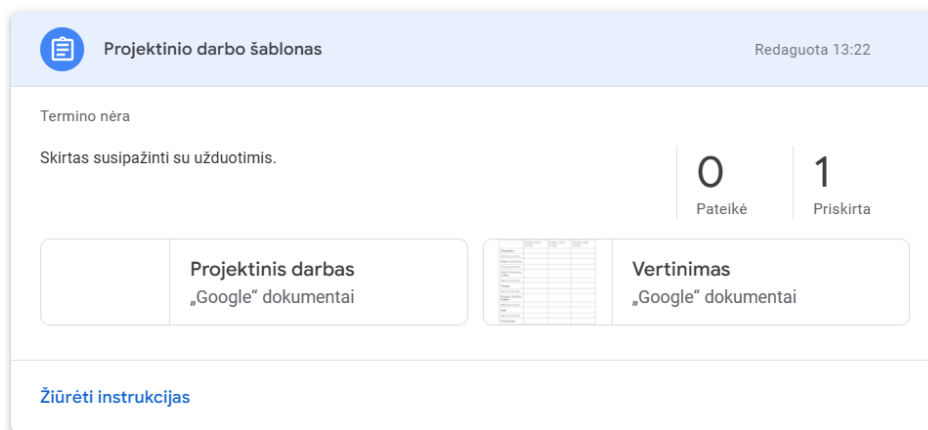 Projektinio darbo šablonas
Redaguota 13:22
Termino nėra
Skirtas susipažinti su užduotimis.
0
Pateikė
1
Priskirta
Projektinis darbas
„Google“ dokumentai
Vertinimas
„Google“ dokumentai
Žiūrėti instrukcijas